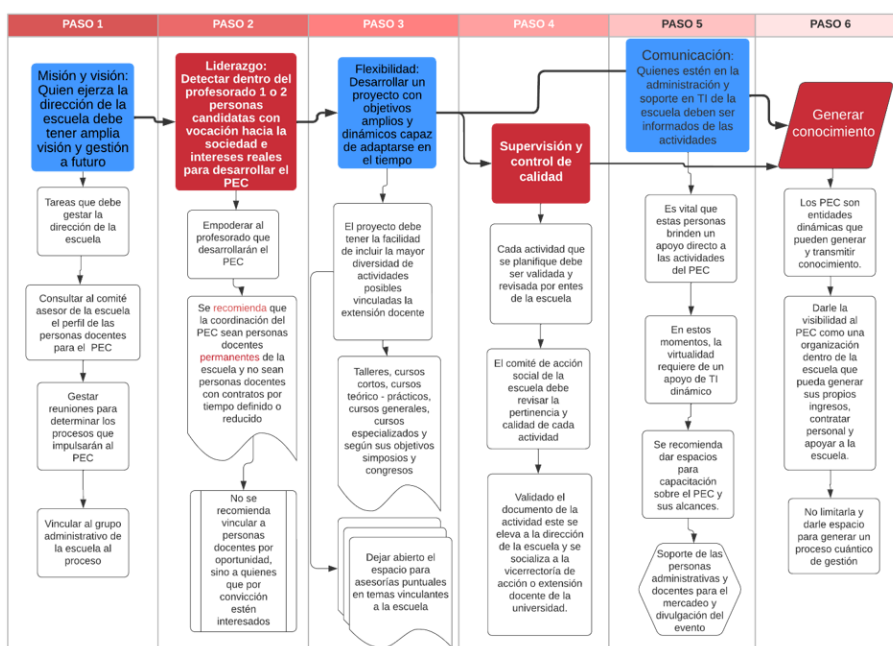 PASO 1
PASO 2
PASO 3
PASO 4
PASO 5
PASO 6
Misión y visión:
Quien ejerza la
dirección de la
escuela debe
tener amplia
visión y gestión
a futuro
Tareas que debe
gestar la
dirección de la
escuela
Consultar al comité
asesor de la escuela
el perfil de las
personas docentes
para el PEC
Gestar
reuniones para
determinar los
procesos que
impulsarán al
PEC
Vincular al grupo
administrativo de
la escuela al
proceso
Liderazgo:
Detectar dentro del
profesorado 1 o 2
personas
candidatas con
vocación hacia la
sociedad e
intereses reales
para desarrollar el
PEC
Empoderar al
profesorado que
desarrollarán el
PEC
Se recomienda que
la coordinación del
PEC sean personas
docentes
permanentes de la
escuela y no sean
personas docentes
con contratos por
tiempo definido o
reducido
No se
recomienda
vincular a
personas
docentes por
oportunidad,
sino a quienes
que por
convicción
estén
interesados
Flexibilidad:
Desarrollar un
proyecto con
objetivos
amplios y
dinámicos capaz
de adaptarse en
el tiempo
El proyecto debe
tener la facilidad
de incluir la mayor
diversidad de
actividades
posibles
vinculadas la
extensión docente
Talleres, cursos
cortos, cursos
teórico - prácticos,
cursos generales,
cursos
especializados y
según sus objetivos
simposios y
congresos
Dejar abierto el
espacio para
asesorías puntuales
en temas vinculantes
a la escuela
Supervisión y
control de
calidad
Cada actividad que
se planifique debe
ser validada y
revisada por entes
de la escuela
El comité de acción
social de la
escuela debe
revisar la
pertinencia y
calidad de cada
actividad
Validado el
documento de la
actividad este se
eleva a la dirección
de la escuela y se
socializa a la
vicerrectoría de
acción o extensión
docente de la
universidad.
Comunicación:
Quienes estén en la
administración y
soporte en TI de la
escuela deben ser
informados de las
actividades
Es vital que
estas personas
brinden un
apoyo directo a
las actividades
del PEC
En estos
momentos, la
virtualidad
requiere de un
apoyo de TI
dinámico
Se recomienda
dar espacios
para
capacitación
sobre el PEC y
sus alcances.
Soporte de las
personas
administrativas y
docentes para el
mercadeo y
divulgación del
evento
Generar
conocimiento
Los PEC son
entidades
dinámicas que
pueden generar
y transmitir
conocimiento.
Darle la
visibilidad al
PEC como una
organización
dentro de la
escuela que
pueda generar
sus propios
ingresos,
contratar
personal y
apoyar a la
escuela.
No limitarla y
darle espacio
para generar un
proceso cuántico
de gestión